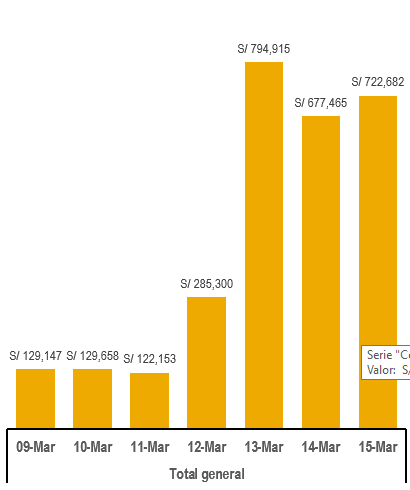 S/ 794,915
S/ 722,682
S/ 677,465
S/ 285,300
S/ 129,147 S/ 129,658 S/ 122,153
Serie "Co
Valor: S/
09-Mar 10-Mar 11-Mar 12-Mar 13-Mar 14-Mar 15-Mar
Total general